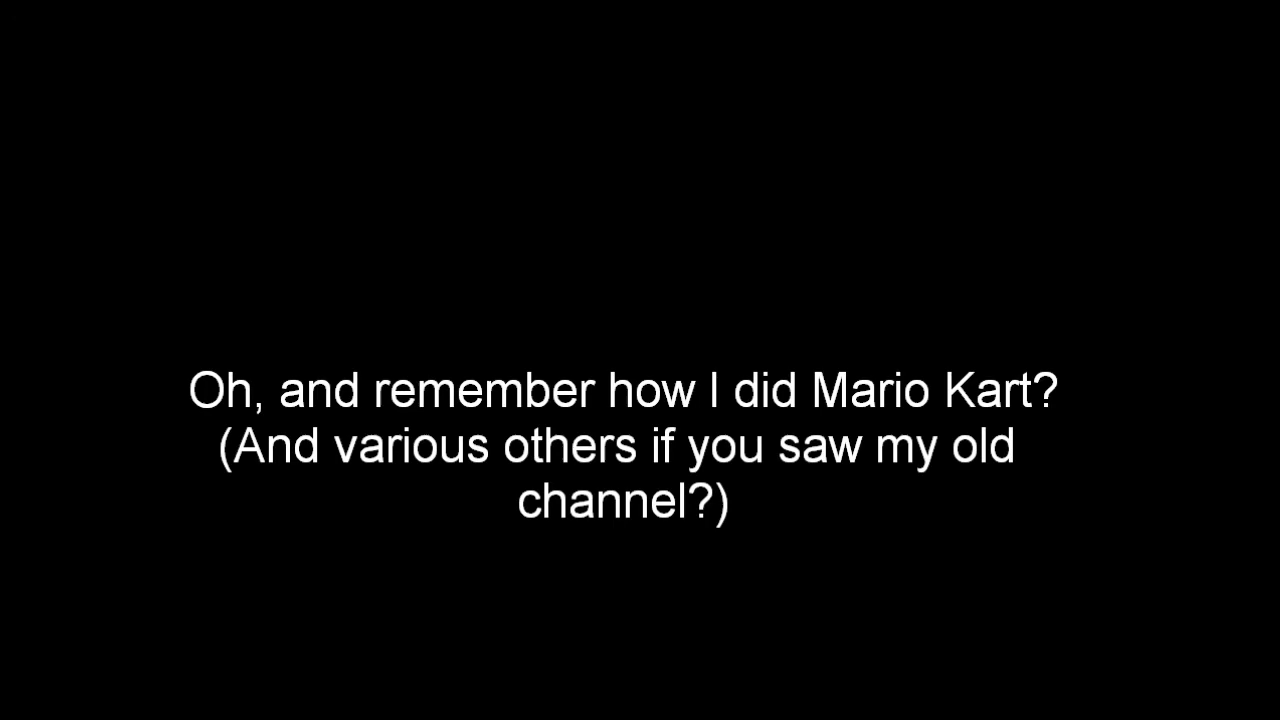 Oh, and remember how I did Mario Kart?
(And various others if you saw my old
channel?)